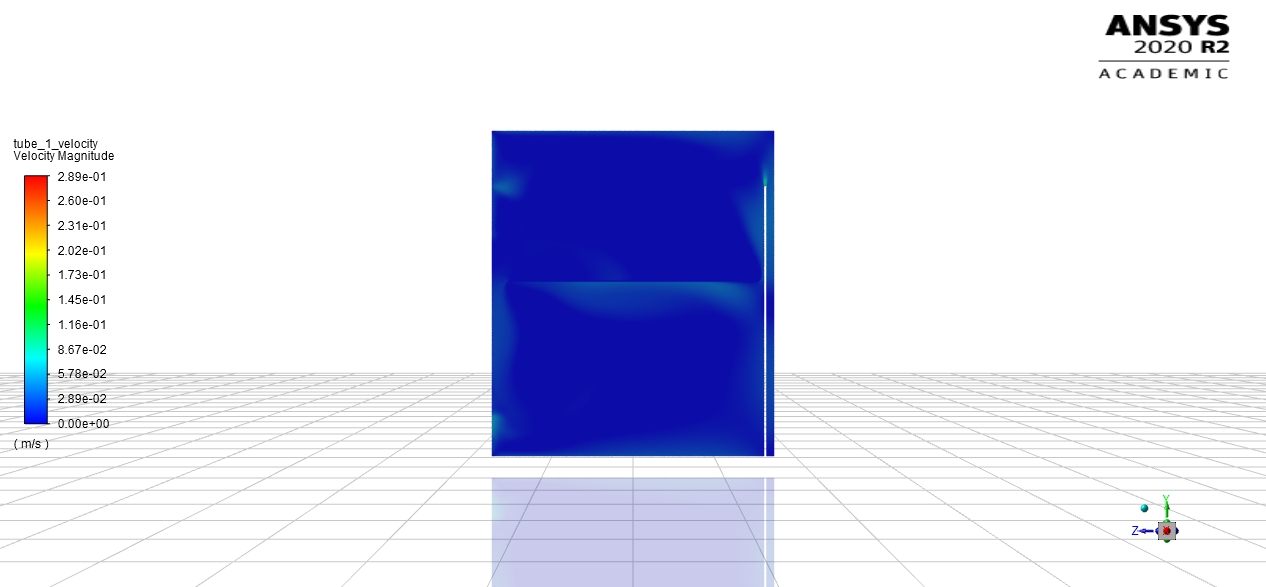 ANSYS
2020 R2
ACADEMIC
tube_1_velocity
Velocity Magnitude
2.89e-01
2.60e-01
2.31e-01
2.02e-01
1.73e-01
1.45e-01
1.16e-01
8.67e-02
5.78e-02
2.89e-02
0.00e+00
( m/s )
Y
Z